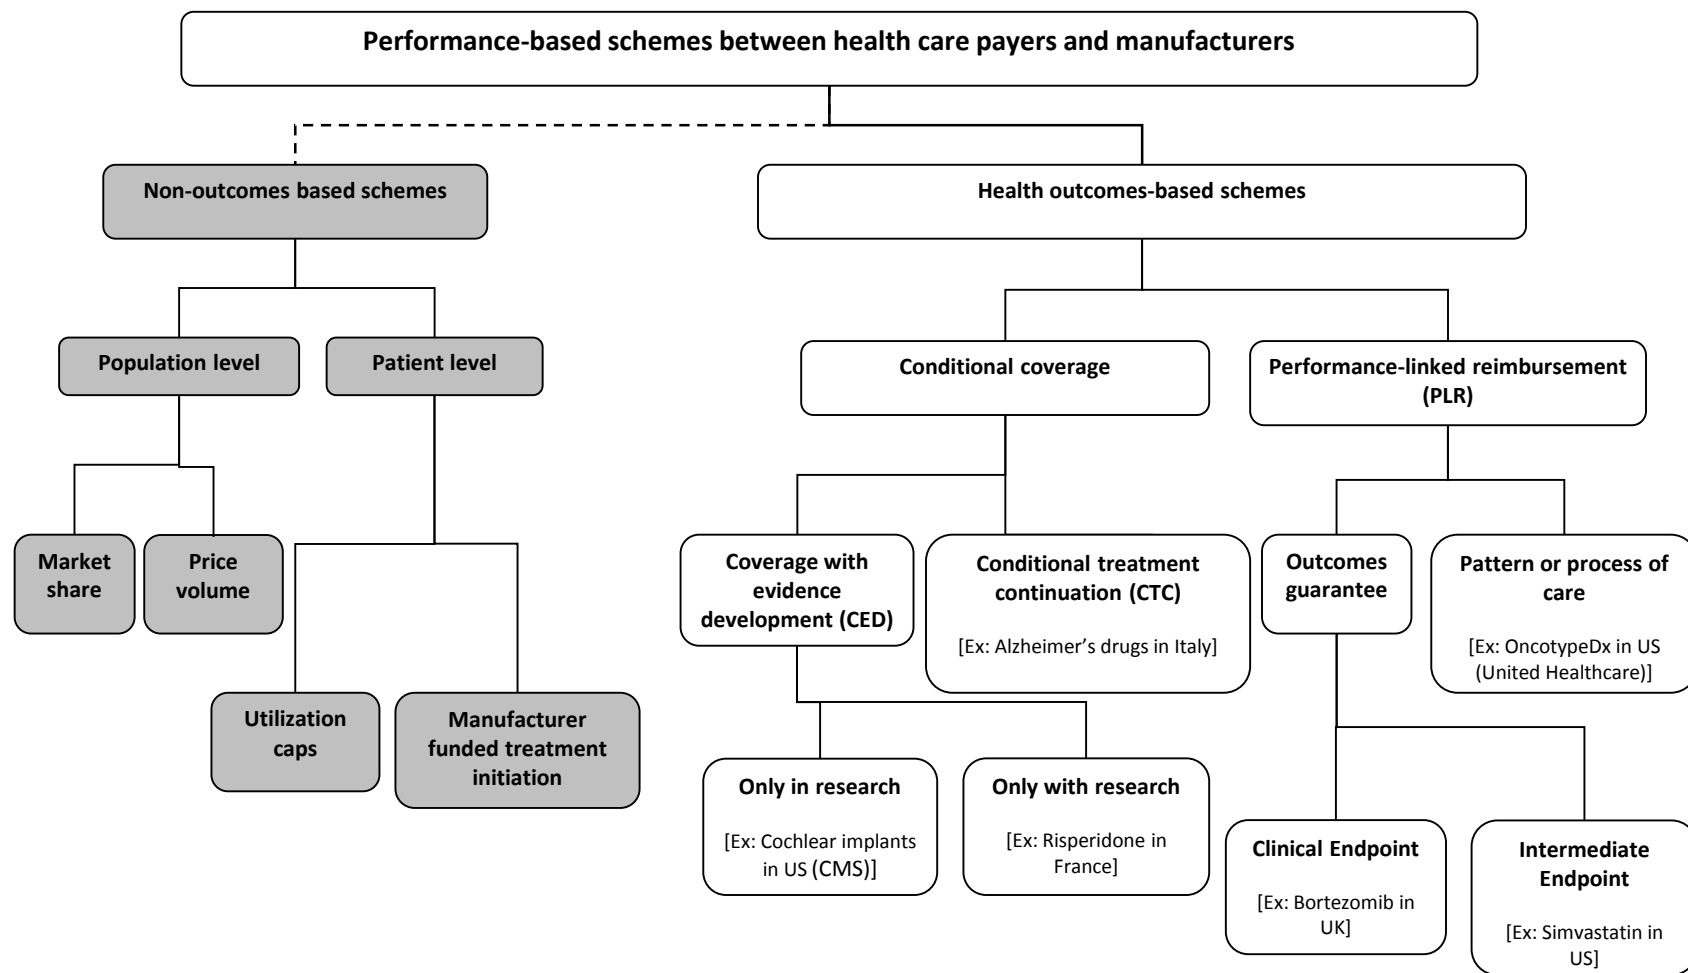 Performance-based schemes between health care payers and manufacturers
Non-outcomes based schemes
Health outcomes-based schemes
Population level
Patient level
Conditional coverage
Performance-linked reimbursement
(PLR)
Market
share
Price
volume
Coverage with
evidence
development (CED)
Conditional treatment
continuation (CTC)
[Ex: Alzheimer’s drugs in Italy]
Outcomes
guarantee
Pattern or process of
care
[Ex: OncotypeDx in US
(United Healthcare)]
Utilization
caps
Manufacturer
funded treatment
initiation
Only in research
[Ex: Cochlear implants
in US (CMS)]
Only with research
[Ex: Risperidone in
France]
Clinical Endpoint
[Ex: Bortezomib in
UK]
Intermediate
Endpoint
[Ex: Simvastatin in
US]